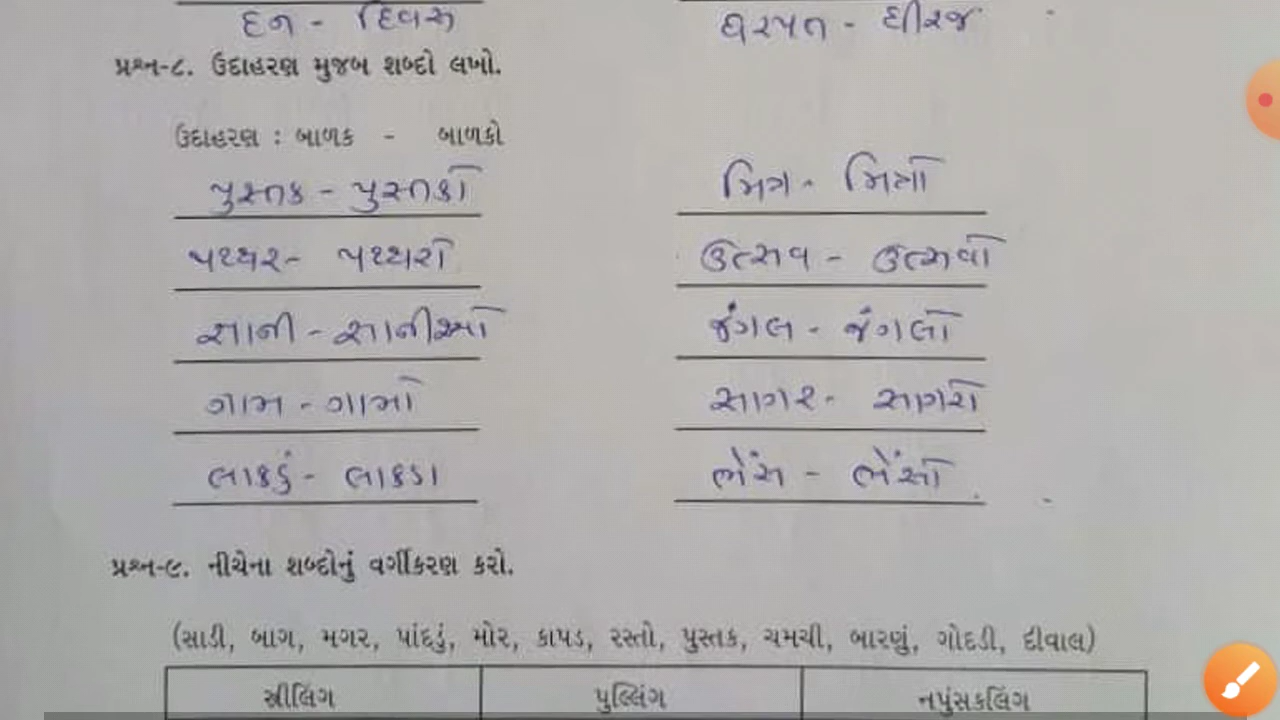 દિન - દિવસ ધરપત - ધીરજ
પ્રશ્ન-૮. ઉદાહરણ મુજબ શબ્દો લખો.
ઉદાહરણ : બાળક - બાળકો
પુસ્તક - પુસ્તકો મિત્ર - મિત્રો
પથ્થર - પથ્થરો ઉત્સવ - ઉત્સવો
સાની - સાનીઓ જંગલ - જંગલો
ગામ - ગામો સાગર - સાગરો
લાકડું - લાકડા ભેંસ - ભેંસો
પ્રશ્ન-૯. નીચેના શબ્દોનું વર્ગીકરણ કરો.
(સાડી, બાગ, મગર, પાંદડું, મોર, કાપડ, રસ્તો, પુસ્તક, ચમચી, બારણું, ગોદડી, દીવાલ)
સ્ત્રીલિંગ પુલ્લિંગ નપુંસકલિંગ